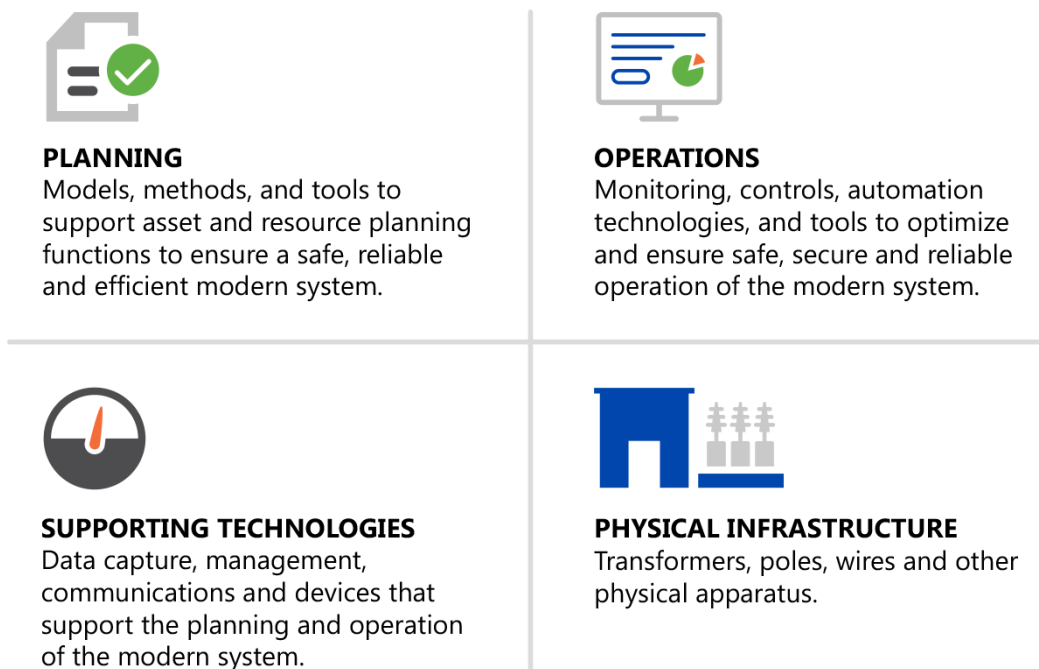 PLANNING
Models, methods, and tools to
support asset and resource planning
functions to ensure a safe, reliable
and efficient modern system.
OPERATIONS
Monitoring, controls, automation
technologies, and tools to optimize
and ensure safe, secure and reliable
operation of the modern system.
SUPPORTING TECHNOLOGIES
Data capture, management,
communications and devices that
support the planning and operation
of the modern system.
PHYSICAL INFRASTRUCTURE
Transformers, poles, wires and other
physical apparatus.